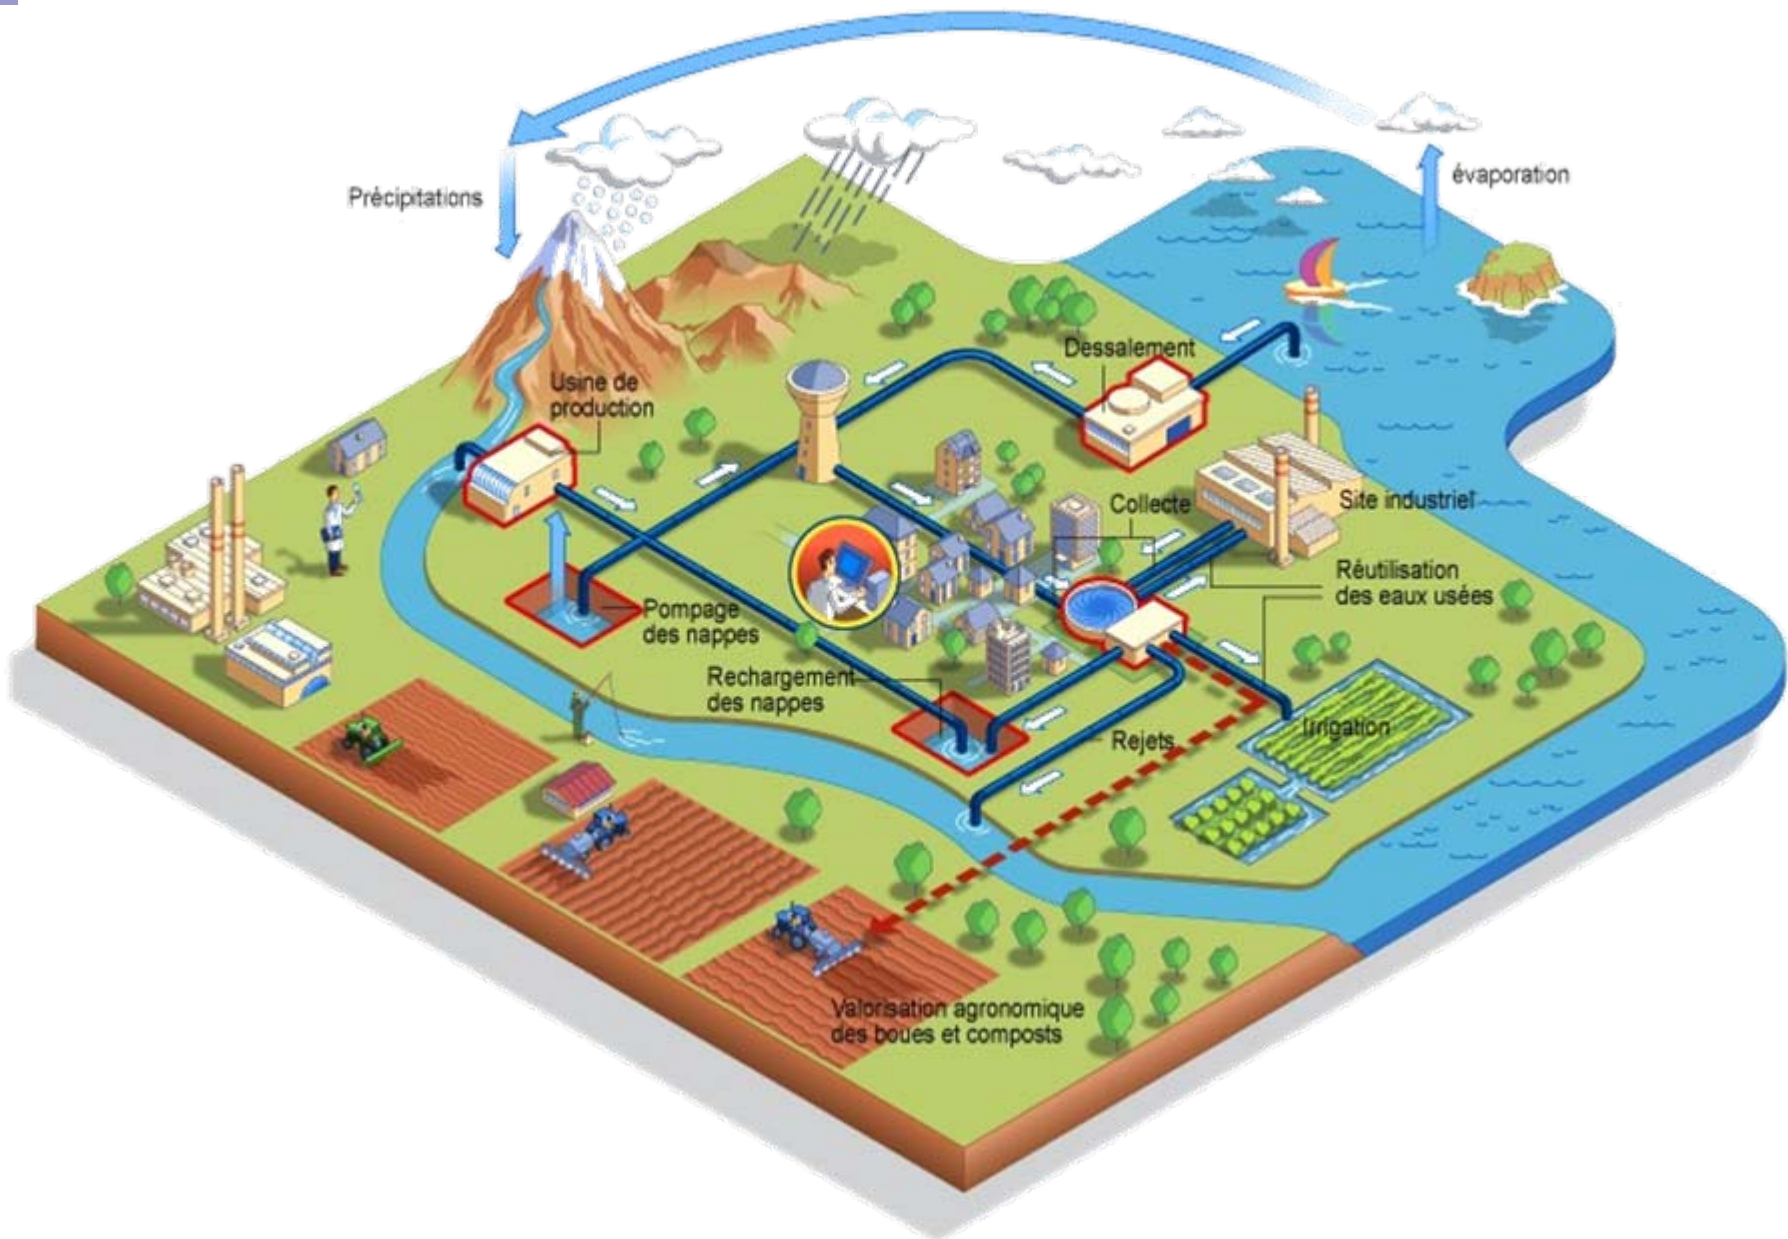 Précipitations
évaporation
Dessalement
Usine de
production
Collecte
Site industriel
Réutilisation
des eaux usées
Pompage
des nappes
Rechargement
des nappes
Rejets
Irrigation
Valorisation agronomique
des boues et composts